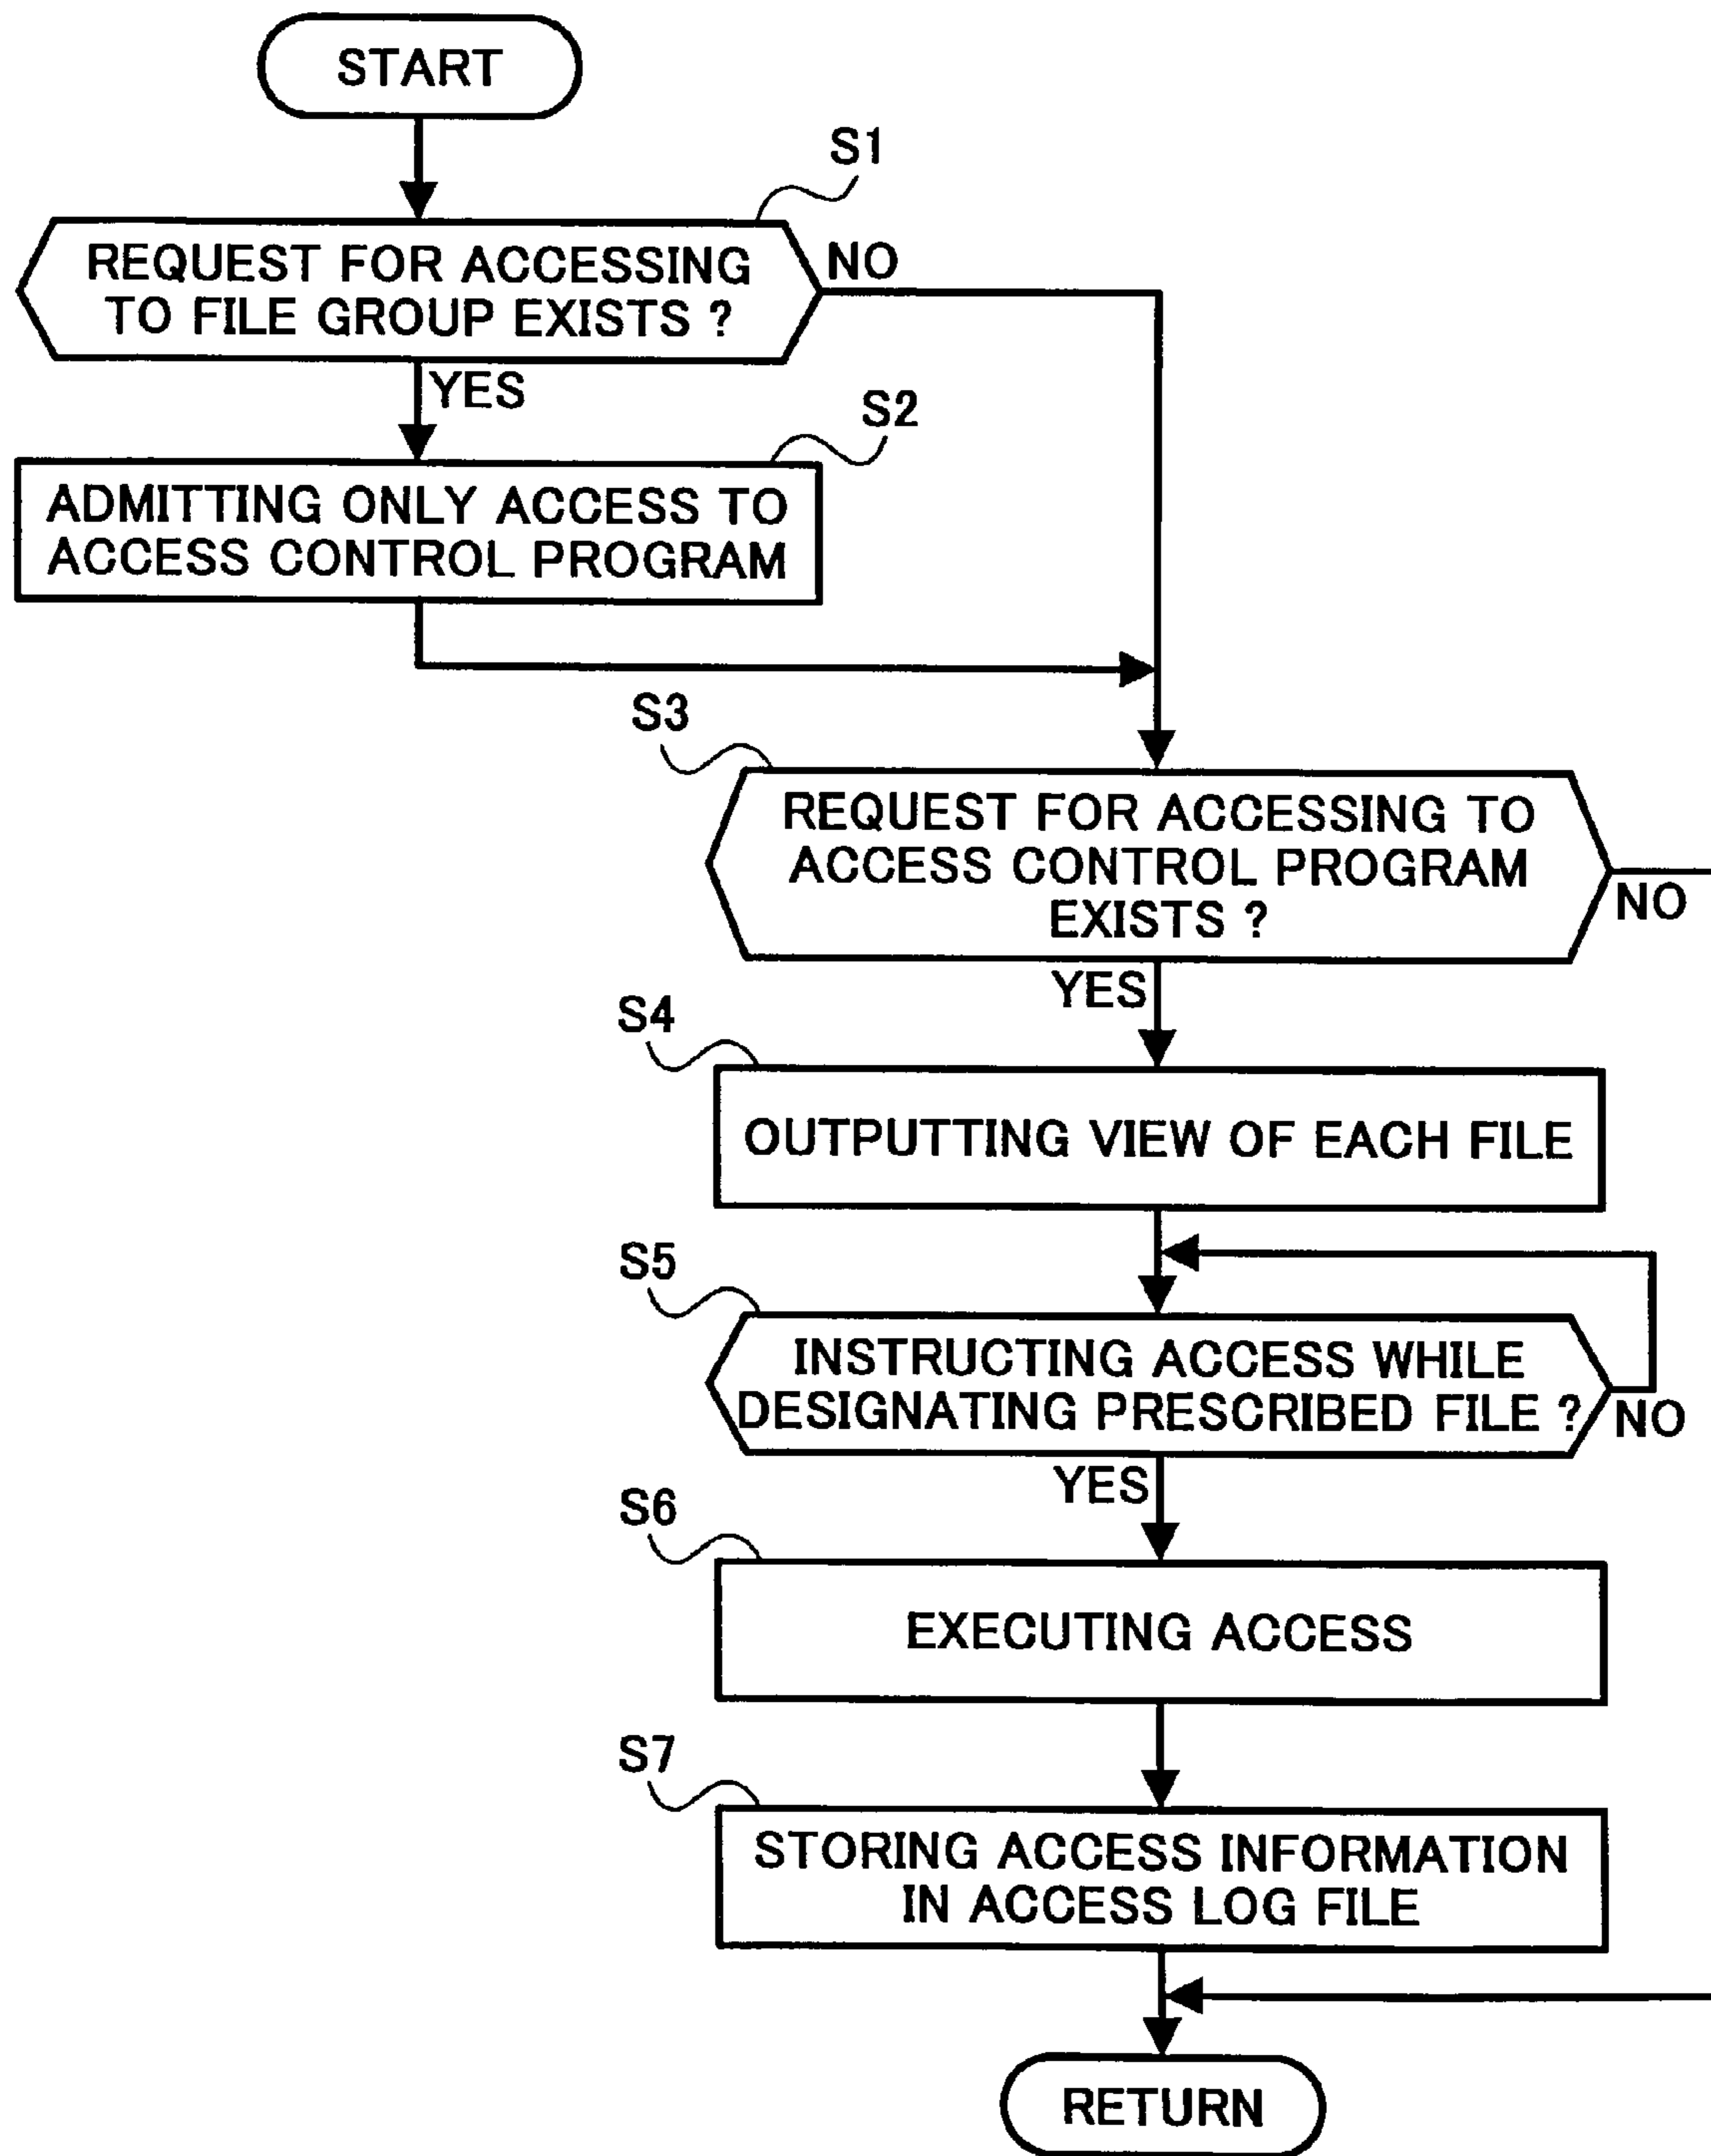 START
S1
REQUEST FOR ACCESSING
TO FILE GROUP EXISTS ?
NO
YES
S2
ADMITTING ONLY ACCESS TO
ACCESS CONTROL PROGRAM
S3
REQUEST FOR ACCESSING TO
ACCESS CONTROL PROGRAM
EXISTS ?
NO
YES
S4
OUTPUTTING VIEW OF EACH FILE
S5
INSTRUCTING ACCESS WHILE
DESIGNATING PRESCRIBED FILE ?
NO
YES
S6
EXECUTING ACCESS
S7
STORING ACCESS INFORMATION
IN ACCESS LOG FILE
RETURN